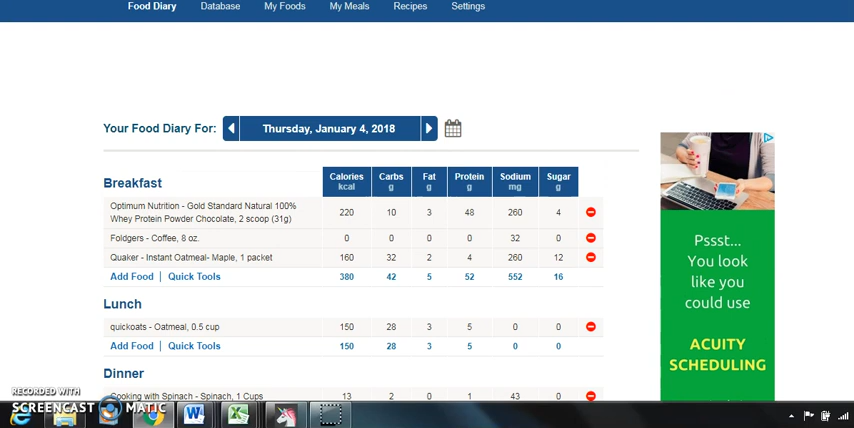 Food Diary Database My Foods My Meals Recipes Settings
Your Food Diary For: Thursday, January 4, 2018
Breakfast Calories kcal Carbs g Fat g Protein g Sodium mg Sugar g
Optimum Nutrition - Gold Standard Natural 100%
Whey Protein Powder Chocolate, 2 scoop (31g) 220 10 3 48 260 4
Foldgers - Coffee, 8 oz. 0 0 0 0 32 0
Quaker - Instant Oatmeal- Maple, 1 packet 160 32 2 4 260 12
Add Food | Quick Tools 380 42 5 52 552 16
Lunch
quickoats - Oatmeal, 0.5 cup 150 28 3 5 0 0
Add Food | Quick Tools 150 28 3 5 0 0
Dinner
Cooking with Spinach - Spinach, 1 Cups 13 2 0 1 43 0
Pssst...
You look
like you
could use
ACUITY
SCHEDULING
RECORDED WITH
SCREENCAST MATIC